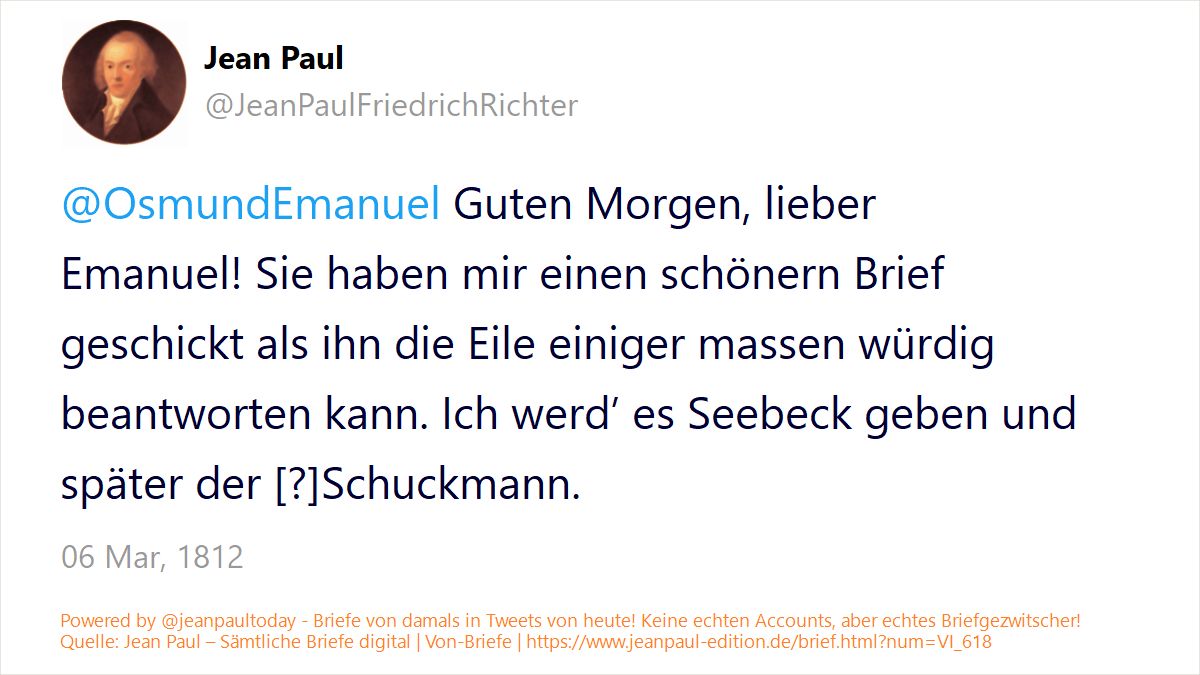 Jean Paul
@JeanPaulFriedrichRichter
@OsmundEmanuel Guten Morgen, lieber
Emanuel! Sie haben mir einen schönern Brief
geschickt als ihn die Eile einiger massen würdig
beantworten kann. Ich werd’ es Seebeck geben und
später der [?]Schuckmann.
06 Mar, 1812
Powered by @jeanpaultoday - Briefe von damals in Tweets von heute! Keine echten Accounts, aber echtes Briefgezwitscher!
Quelle: Jean Paul – Sämtliche Briefe digital | Von-Briefe | https://www.jeanpaul-edition.de/brief.html?num=VI_618